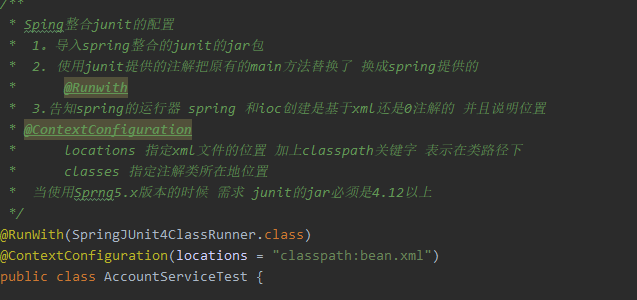 /**
* Sping整合junit的配置
* 1. 导入spring整合的junit的jar包
* 2. 使用junit提供的注解把原有的main方法替换了 换成spring提供的
* @Runwith
* 3.告知spring的运行器 spring 和ioc创建是基于xml还是0注解的 并且说明位置
* @ContextConfiguration
* locations 指定xml文件的位置 加上classpath关键字 表示在类路径下
* classes 指定注解类所在地位置
* 当使用Sprng5.x版本的时候 需求 junit的jar必须是4.12以上
*/
@RunWith(SpringJUnit4ClassRunner.class)
@ContextConfiguration(locations = "classpath:bean.xml")
public class AccountServiceTest {